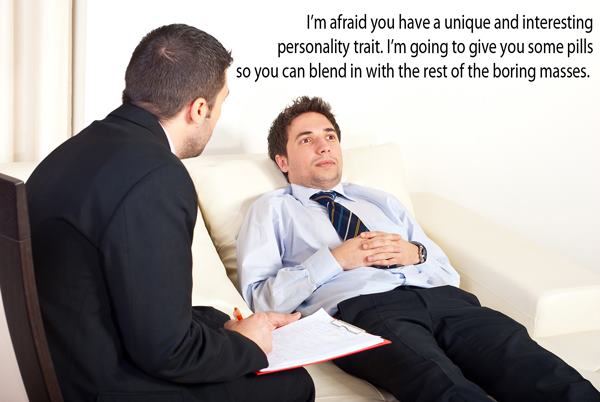 I'm afraid you have a unique and interesting
personality trait. I'm going to give you some pills
so you can blend in with the rest of the boring masses.